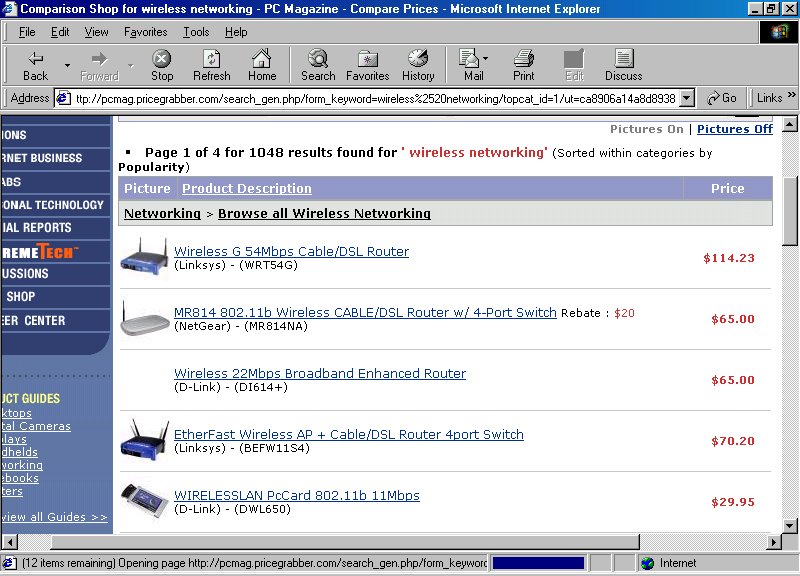 Comparison Shop for wireless networking - PC Magazine - Compare Prices - Microsoft Internet Explorer
File Edit View Favorites Tools Help
Back Forward Stop Refresh Home Search Favorites History Mail Print Edit Discuss
Address ttp://pcmag.pricegrabber.com/search_gen.php/form_keyword=wireless%2520networking/topcat_id=1/ut=ca8906a14a8d8938 Go Links »
IONS
RNET BUSINESS
ABS
ONAL TECHNOLOGY
IAL REPORTS
REMETECH™
USSIONS
SHOP
EER CENTER
UCT GUIDES
ktops
tal Cameras
plays
dhelds
working
ebooks
ters
view all Guides >>
Pictures On | Pictures Off
Page 1 of 4 for 1048 results found for ' wireless networking' (Sorted within categories by
Popularity)
Picture Product Description Price
Networking > Browse all Wireless Networking
Wireless G 54Mbps Cable/DSL Router
(Linksys) - (WRT54G)
$114.23
MR814 802.11b Wireless CABLE/DSL Router w/ 4-Port Switch Rebate : $20
(NetGear) - (MR814NA)
$65.00
Wireless 22Mbps Broadband Enhanced Router
(D-Link) - (DI614+)
$65.00
EtherFast Wireless AP + Cable/DSL Router 4port Switch
(Linksys) - (BEFW11S4)
$70.20
WIRELESSLAN PcCard 802.11b 11Mbps
(D-Link) - (DWL650)
$29.95
(12 items remaining) Opening page http://pcmag.pricegrabber.com/search_gen.php/form_keyword Internet